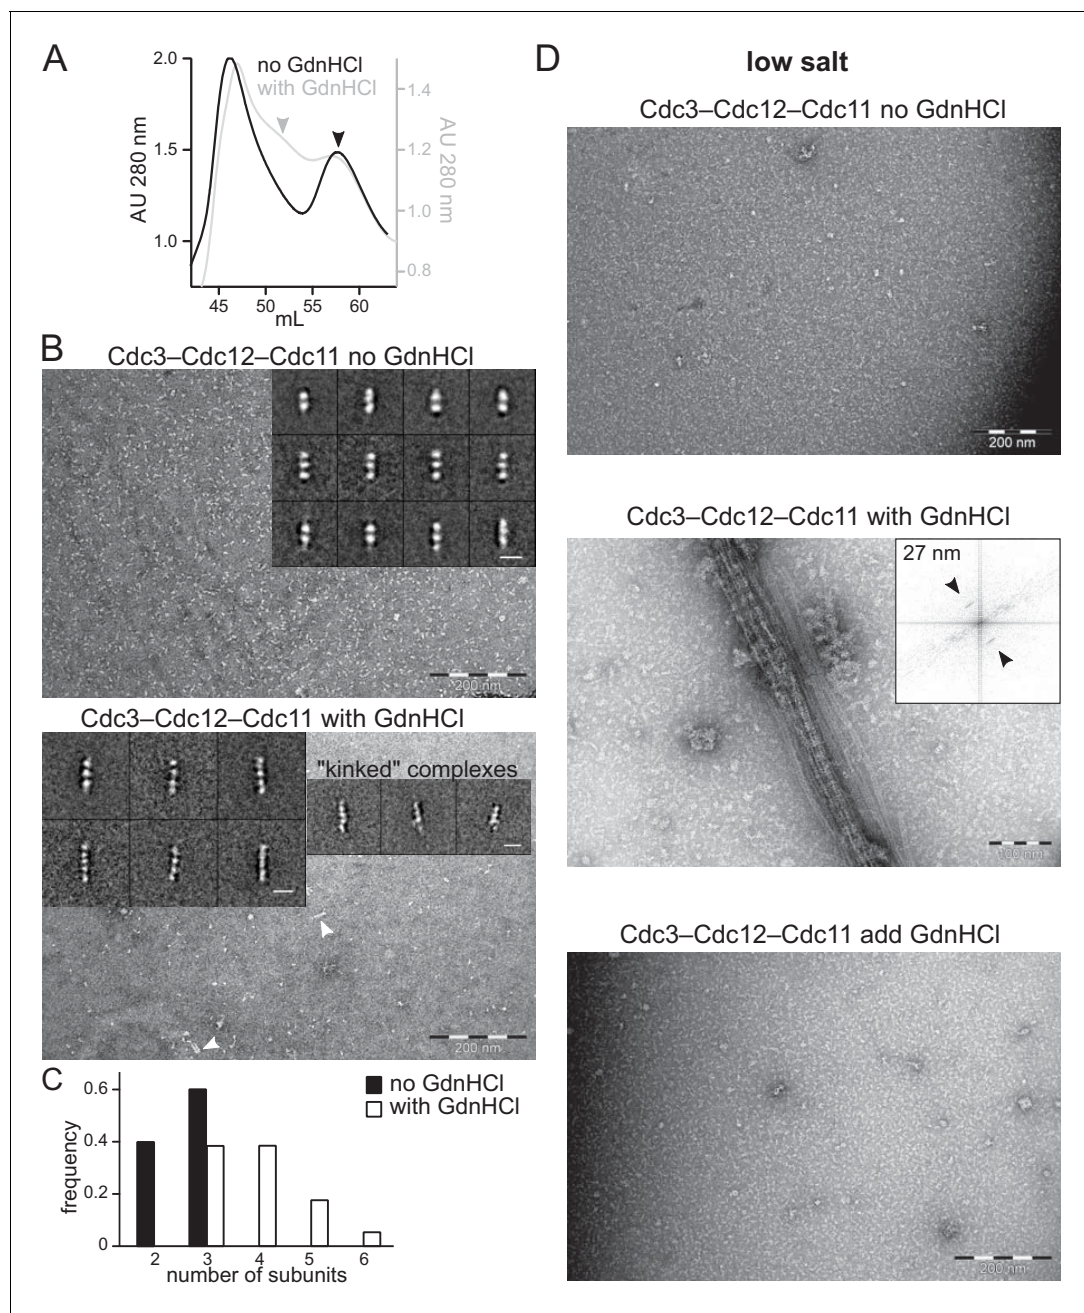 A
2.0
1.5
1.0
AU 280 nm
no GdnHCl
with GdnHCl
1.4
1.2
1.0
0.8
AU 280 nm
45
50
55
60
mL
B
Cdc3–Cdc12–Cdc11 no GdnHCl
200 nm
Cdc3–Cdc12–Cdc11 with GdnHCl
"kinked" complexes
200 nm
C
no GdnHCl
with GdnHCl
0.6
0.4
0.2
0
frequency
2
3
4
5
6
number of subunits
D
low salt
Cdc3–Cdc12–Cdc11 no GdnHCl
200 nm
Cdc3–Cdc12–Cdc11 with GdnHCl
27 nm
100 nm
Cdc3–Cdc12–Cdc11 add GdnHCl
200 nm